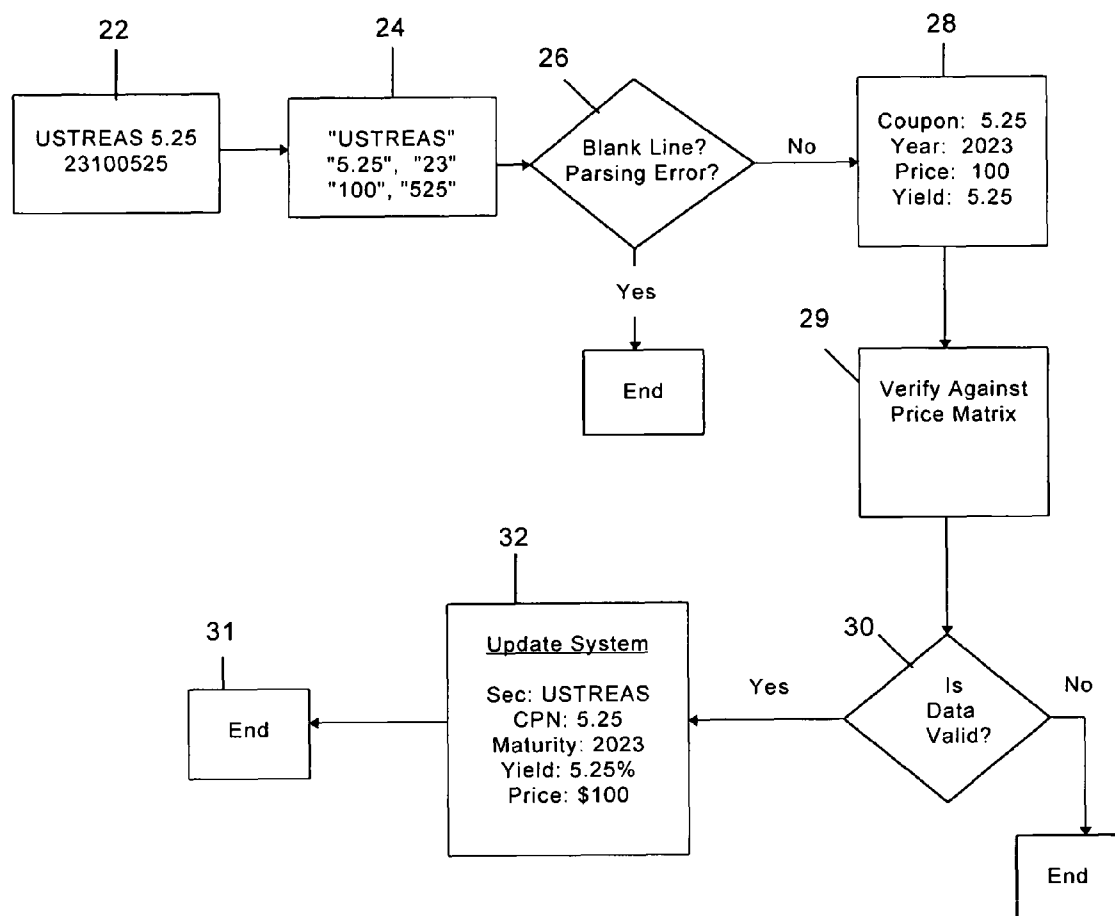 22
USTREAS 5.25
23100525
24
"USTREAS"
"5.25", "23"
"100", "525"
26
Blank Line?
Parsing Error?
No
Yes
End
28
Coupon: 5.25
Year: 2023
Price: 100
Yield: 5.25
29
Verify Against
Price Matrix
30
Is
Data
Valid?
No
End
Yes
32
Update System
Sec: USTREAS
CPN: 5.25
Maturity: 2023
Yield: 5.25%
Price: $100
31
End